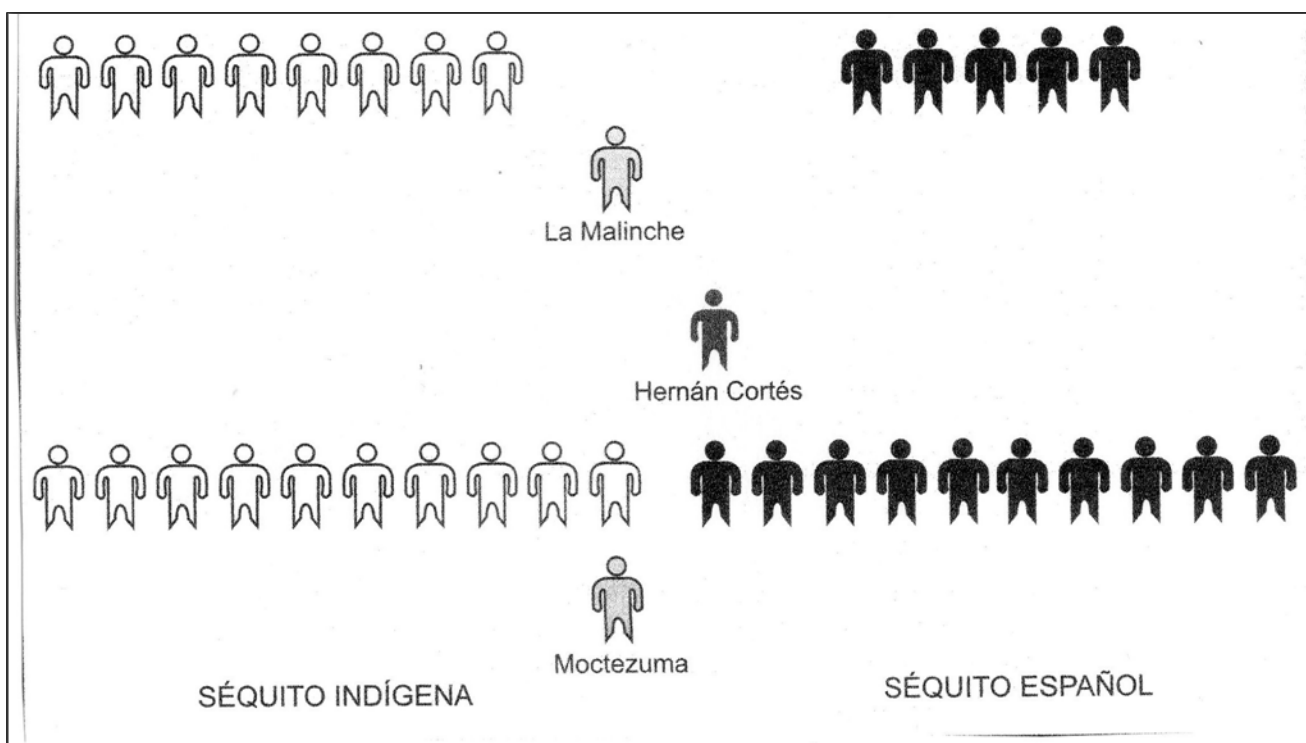 La Malinche
Hernán Cortés
Moctezuma
SÉQUITO INDÍGENA
SÉQUITO ESPAÑOL